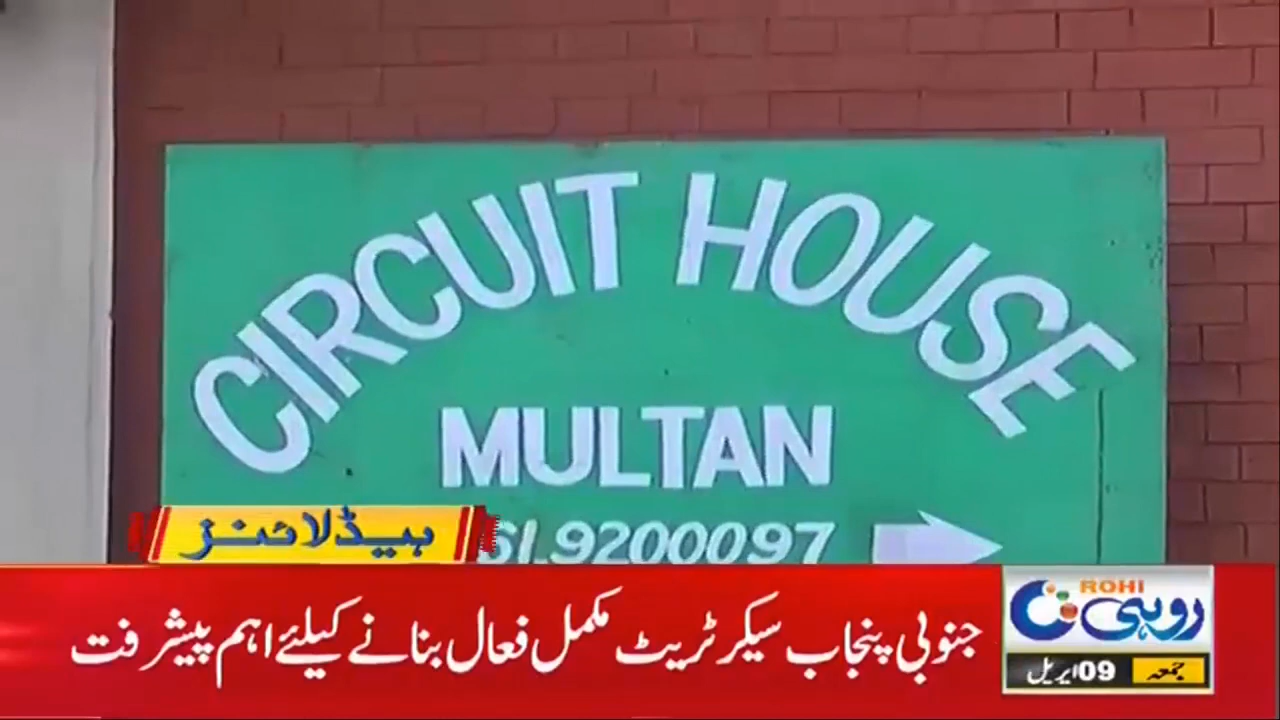 CIRCUIT HOUSE
MULTAN
61.9200097
ہیڈلائنز
جنوبی پنجاب سیکرٹریٹ مکمل فعال بنانے کیلئے اہم پیشرفت
ROHI
روہی
جمعہ 09 اپریل